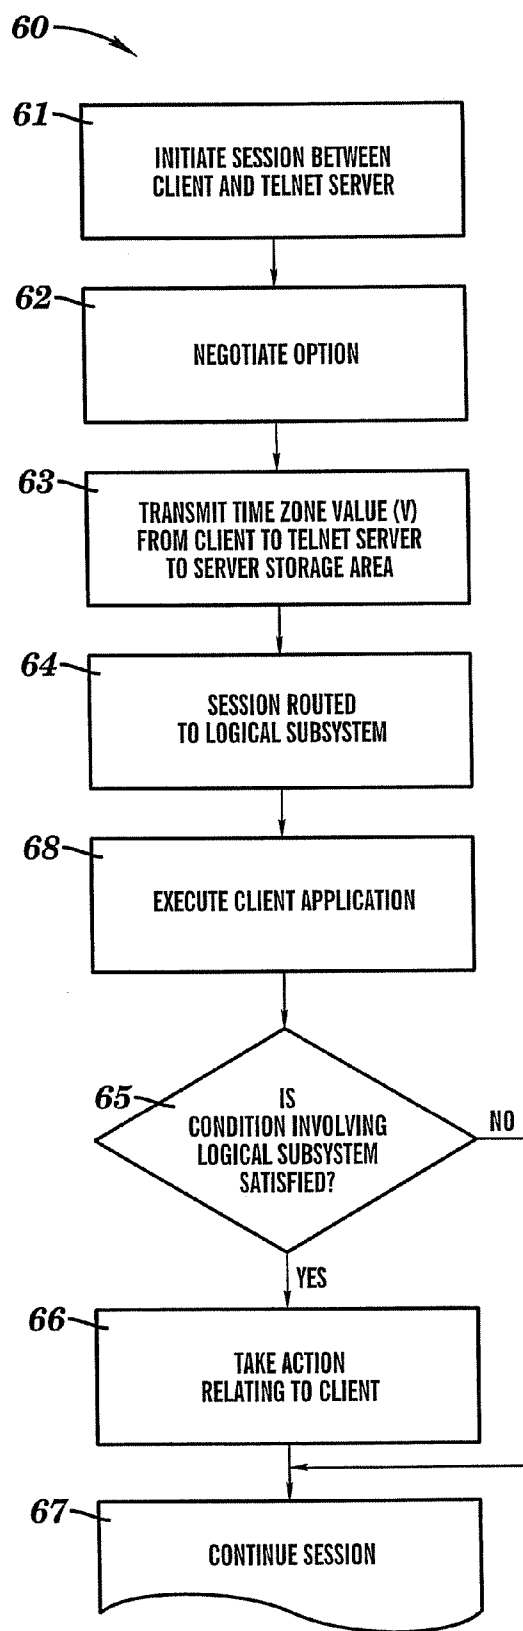 60
61
INITIATE SESSION BETWEEN
CLIENT AND TELNET SERVER
62
NEGOTIATE OPTION
63
TRANSMIT TIME ZONE VALUE (V)
FROM CLIENT TO TELNET SERVER
TO SERVER STORAGE AREA
64
SESSION ROUTED
TO LOGICAL SUBSYSTEM
68
EXECUTE CLIENT APPLICATION
65
IS
CONDITION INVOLVING
LOGICAL SUBSYSTEM
SATISFIED?
NO
YES
66
TAKE ACTION
RELATING TO CLIENT
67
CONTINUE SESSION